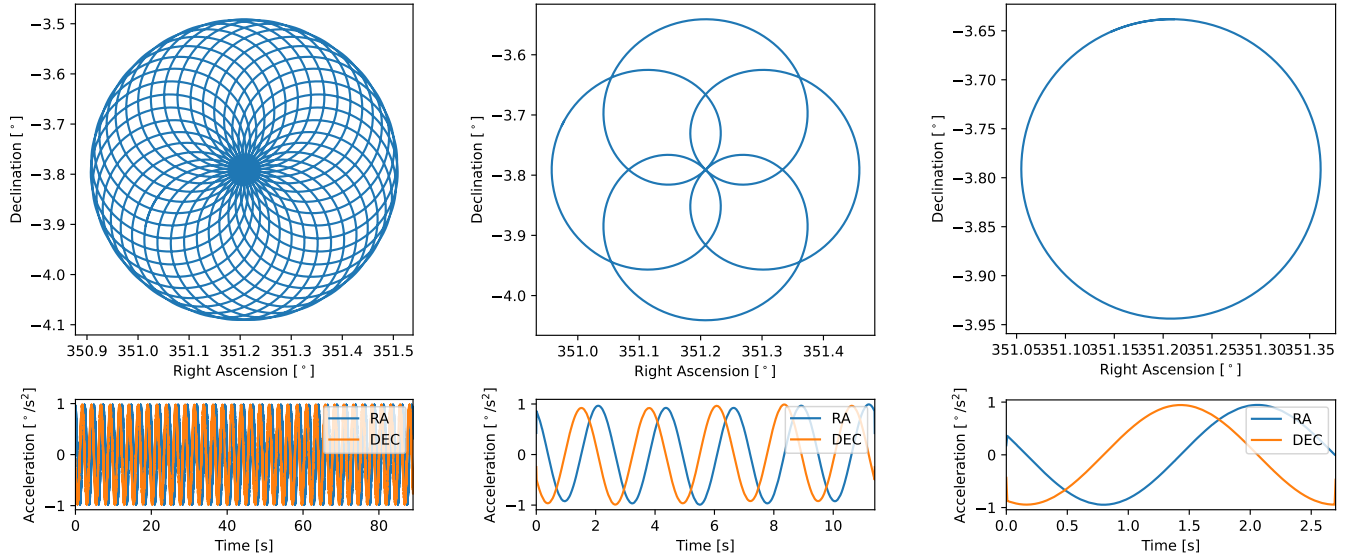 −3.5
−3.6
−3.7
−3.8
−3.9
−4.0
−4.1
Declination [°]
350.9 351.0 351.1 351.2 351.3 351.4 351.5
Right Ascension [°]
−3.6
−3.7
−3.8
−3.9
−4.0
Declination [°]
351.0 351.1 351.2 351.3 351.4
Right Ascension [°]
−3.65
−3.70
−3.75
−3.80
−3.85
−3.90
−3.95
Declination [°]
351.05 351.10 351.15 351.20 351.25 351.30 351.35
Right Ascension [°]
1
0
−1
Acceleration [°/s²]
RA
DEC
0 20 40 60 80
Time [s]
1
0
−1
Acceleration [°/s²]
RA
DEC
0 2 4 6 8 10
Time [s]
1
0
−1
Acceleration [°/s²]
RA
DEC
0.0 0.5 1.0 1.5 2.0 2.5
Time [s]